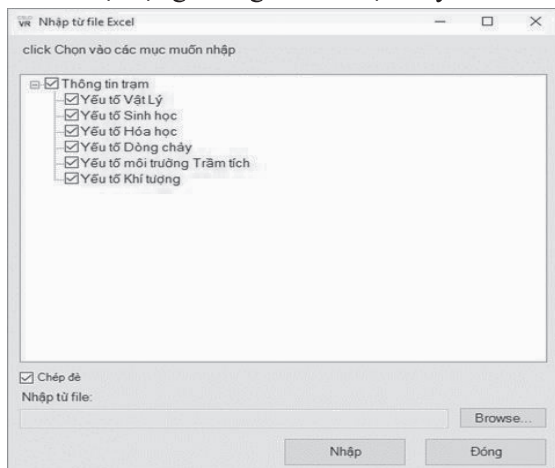 Nhập từ file Excel
click Chọn vào các mục muốn nhập
Thông tin trạm
Yếu tố Vật Lý
Yếu tố Sinh học
Yếu tố Hóa học
Yếu tố Dòng chảy
Yếu tố môi trường Trầm tích
Yếu tố Khí tượng
Chép đè
Nhập từ file:
Browse...
Nhập
Đóng